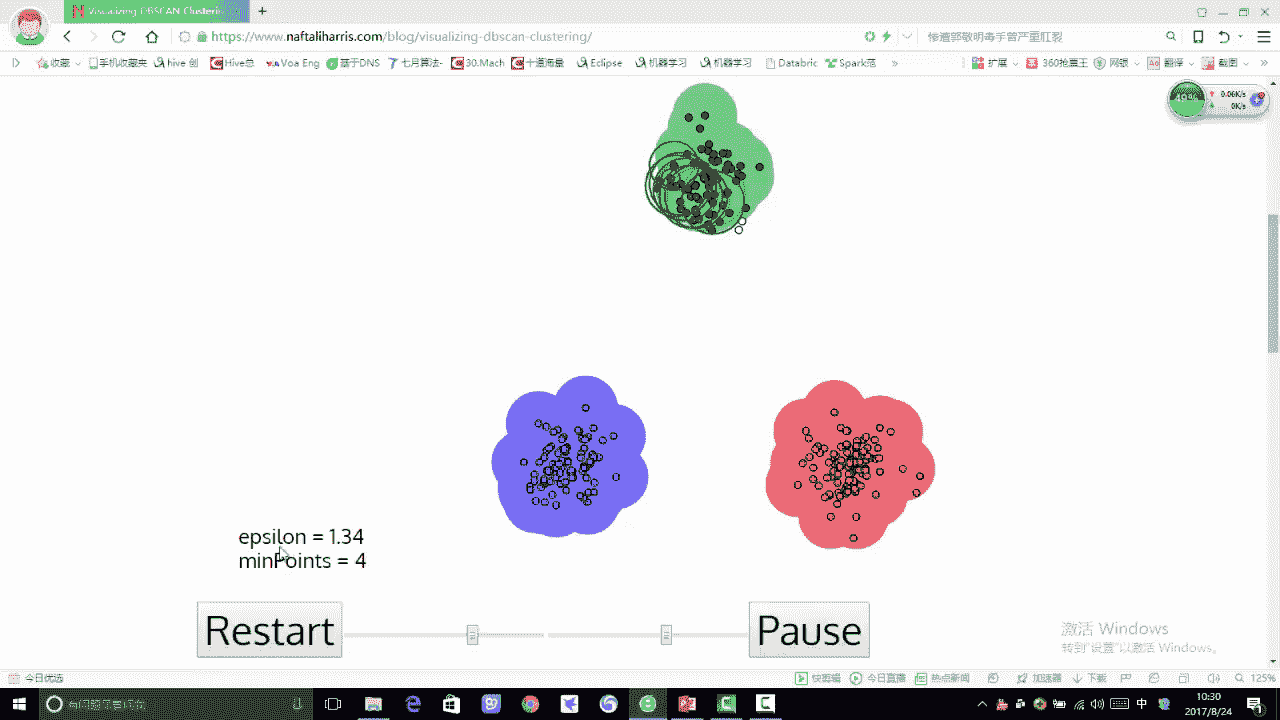 Visualizing DBSCAN Clusterin
https://www.naftaliharris.com/blog/visualizing-dbscan-clustering/
收藏 手机收藏夹 hive 创 Hive总 Voa Eng 基于DNS 七月算法- 30.Mach 十道海量 Eclipse 机器学习 机器学习 Databric Spark范 » 扩展 360抢票王 网银 翻译 截图 »
0.06K/s
0K/s
epsilon = 1.34
minPoints = 4
Restart
Pause
激活 Windows
转到"设置"以激活 Windows。
今日优选
快剪辑 今日直播 热点新闻 加速器 下载 125%
中
0:30
2017/8/24